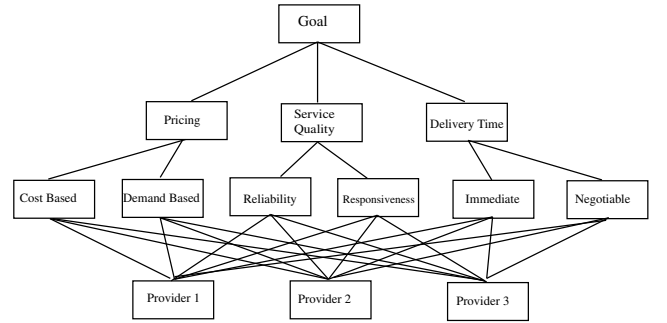 Goal
Pricing
Service
Quality
Delivery Time
Cost Based
Demand Based
Reliability
Responsiveness
Immediate
Negotiable
Provider 1
Provider 2
Provider 3